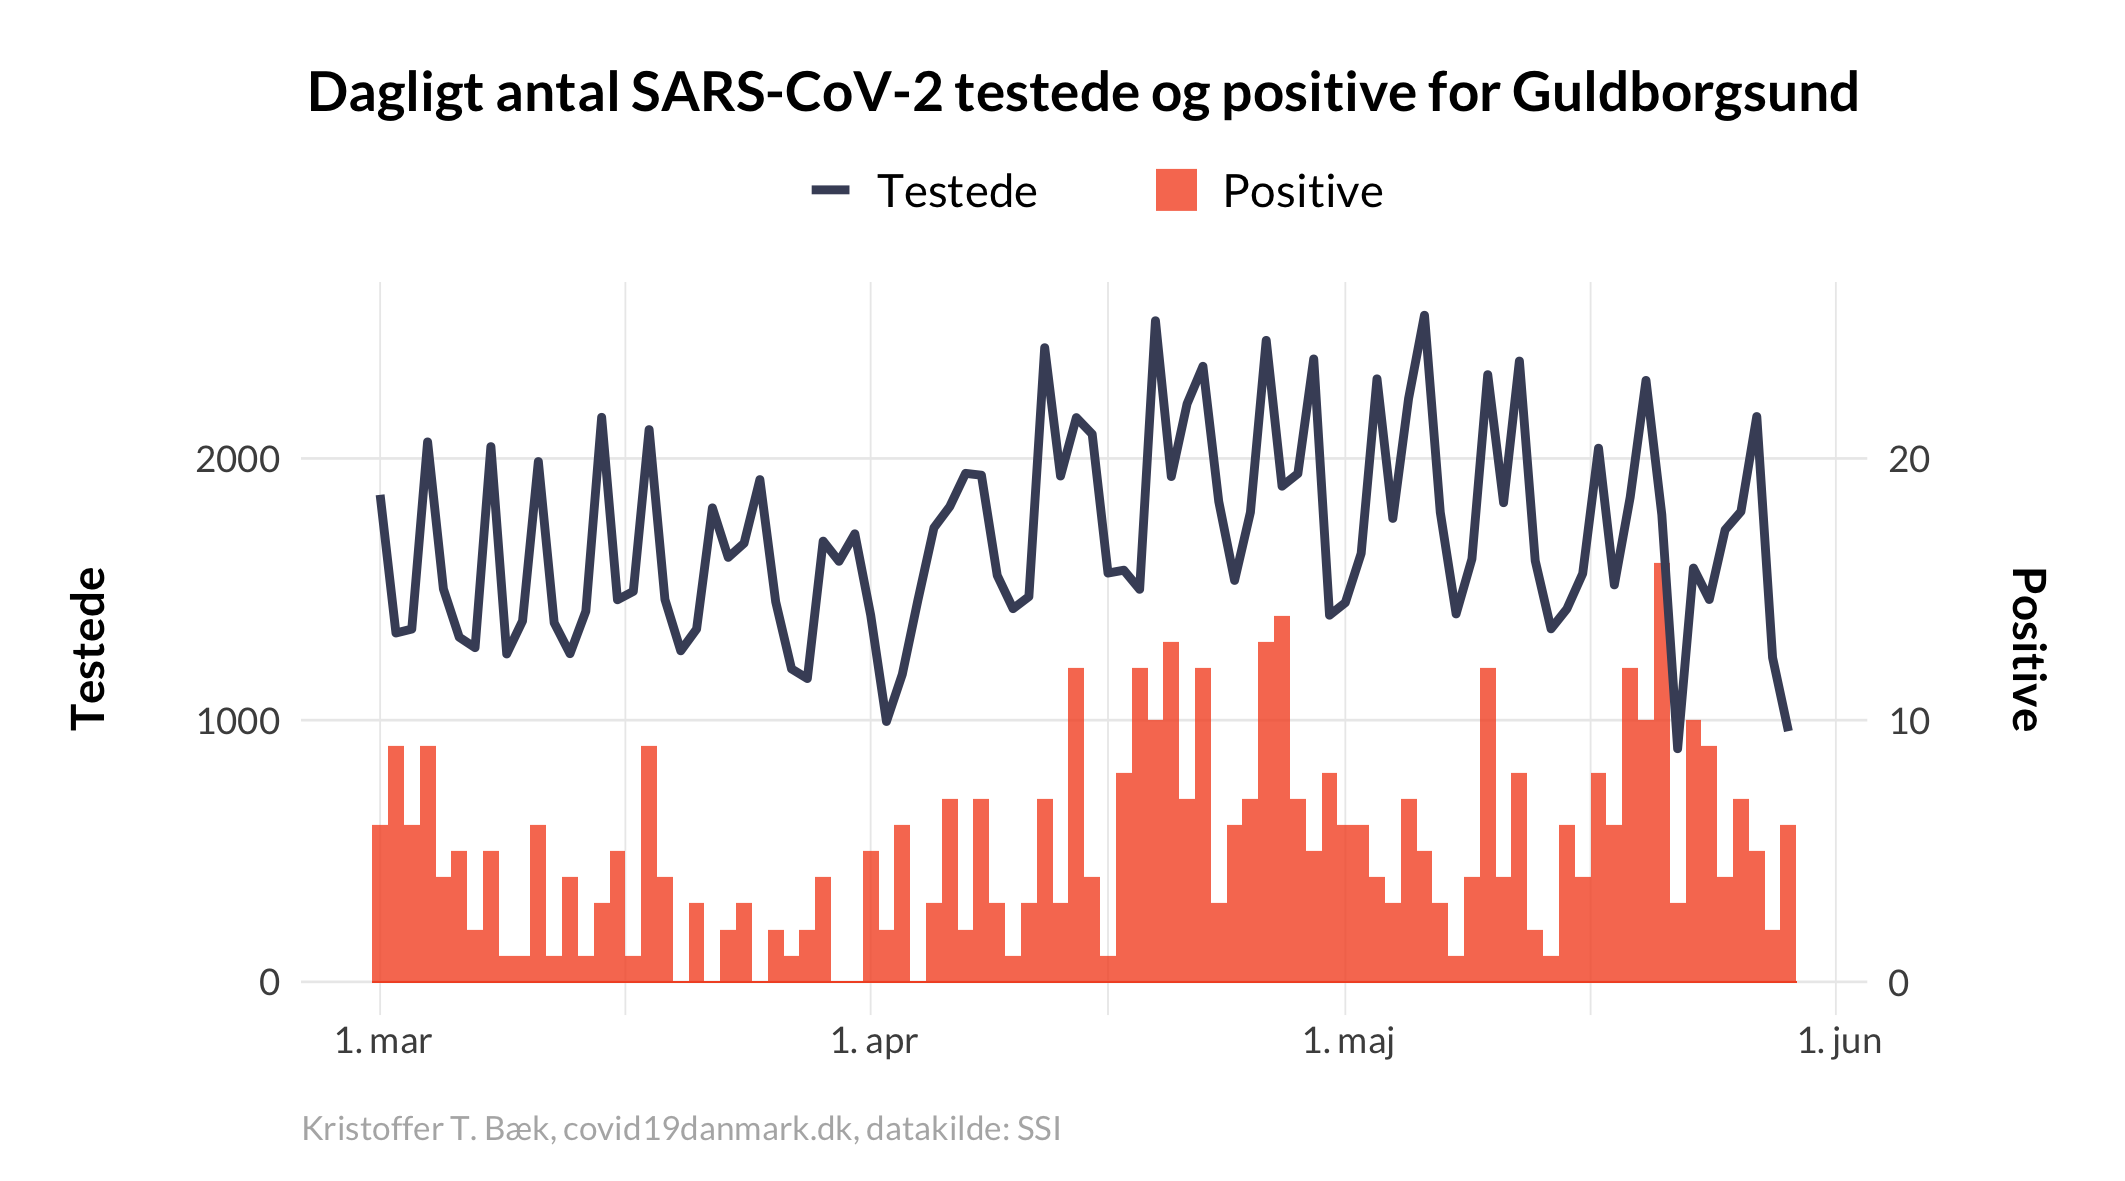 Dagligt antal SARS-CoV-2 testede og positive for Guldborgsund
Testede
Positive
2000
1000
0
Testede
20
10
0
Positive
1. mar
1. apr
1. maj
1. jun
Kristoffer T. Bæk, covid19danmark.dk, datakilde: SSI